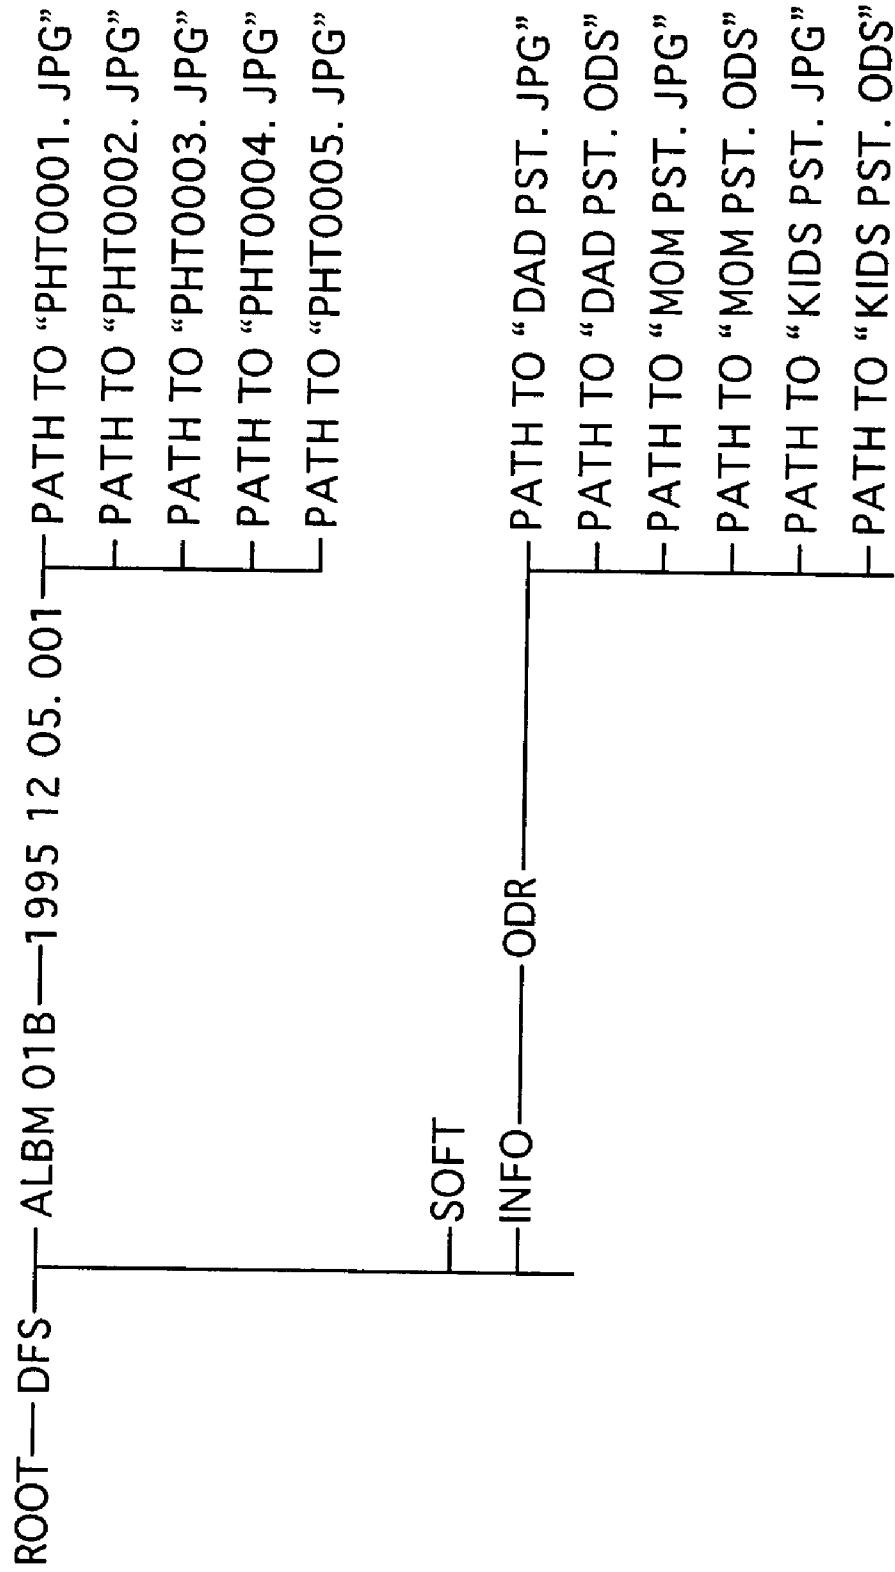 ROOT DFS ALBM 01B 1995 12 05. 001 PATH TO “PHT0001. JPG”
PATH TO “PHT0002. JPG”
PATH TO “PHT0003. JPG”
PATH TO “PHT0004. JPG”
PATH TO “PHT0005. JPG”
SOFT
INFO ODR PATH TO “DAD PST. JPG”
PATH TO “DAD PST. ODS”
PATH TO “MOM PST. JPG”
PATH TO “MOM PST. ODS”
PATH TO “KIDS PST. JPG”
PATH TO “KIDS PST. ODS”